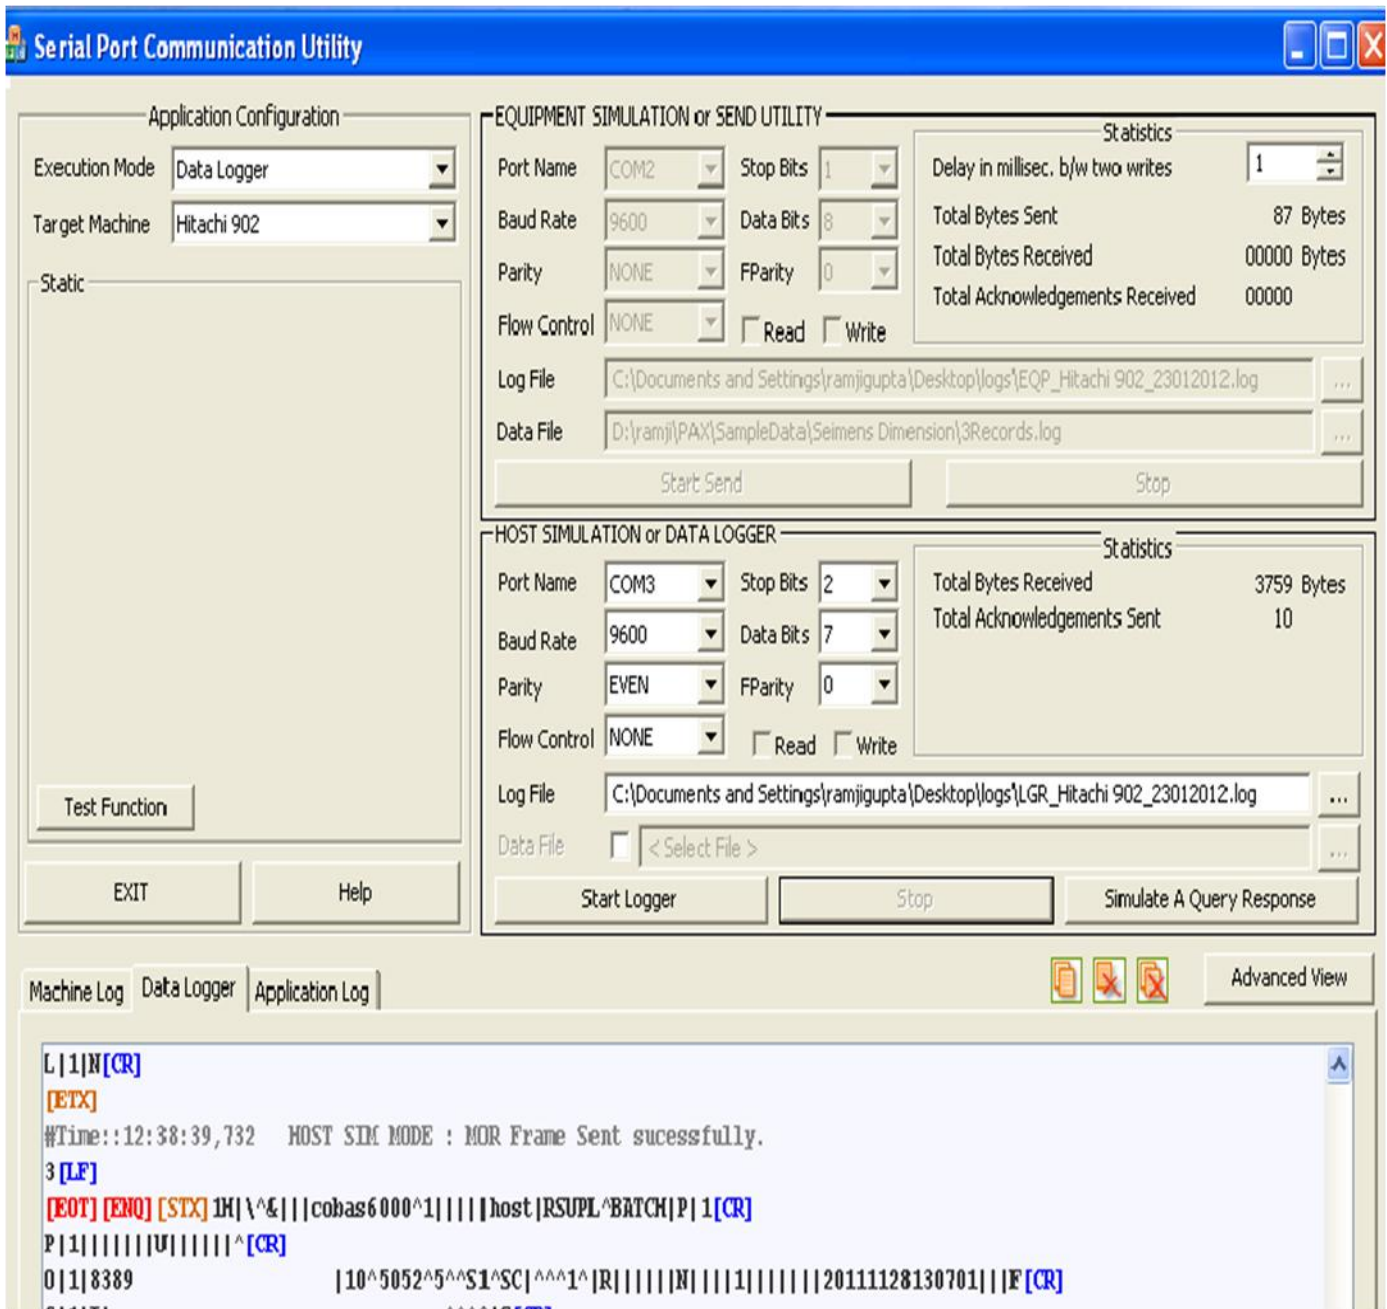 Serial Port Communication Utility
Application Configuration
Execution Mode Data Logger
Target Machine Hitachi 902
Static
Test Function
EXIT Help
EQUIPMENT SIMULATION or SEND UTILITY
Port Name COM2 Stop Bits 1
Baud Rate 9600 Data Bits 8
Parity NONE FParity 0
Flow Control NONE Read Write
Statistics
Delay in millisec. b/w two writes 1
Total Bytes Sent 87 Bytes
Total Bytes Received 00000 Bytes
Total Acknowledgements Received 00000
Log File C:\Documents and Settings\ramjigupta\Desktop\logs\EQP_Hitachi 902_23012012.log ...
Data File D:\ramji\PAX\SampleData\Seimens Dimension\3Records.log ...
Start Send Stop
HOST SIMULATION or DATA LOGGER
Port Name COM3 Stop Bits 2
Baud Rate 9600 Data Bits 7
Parity EVEN FParity 0
Flow Control NONE Read Write
Statistics
Total Bytes Received 3759 Bytes
Total Acknowledgements Sent 10
Log File C:\Documents and Settings\ramjigupta\Desktop\logs\LGR_Hitachi 902_23012012.log ...
Data File < Select File > ...
Start Logger Stop Simulate A Query Response
Machine Log Data Logger Application Log
Advanced View
L|1|N[CR]
[ETX]
#Time::12:38:39,732 HOST SIM MODE : MOR Frame Sent sucessfully.
3[LF]
[EOT][ENQ][STX]1H|\^&|||cobas6000^1|||||host|RSUPL^BATCH|P|1[CR]
P|1|||||||U||||||^[CR]
O|1|8389 |10^5052^5^^S1^SC|^^^1^|R||||||N||||1|||||||20111128130701|||F[CR]